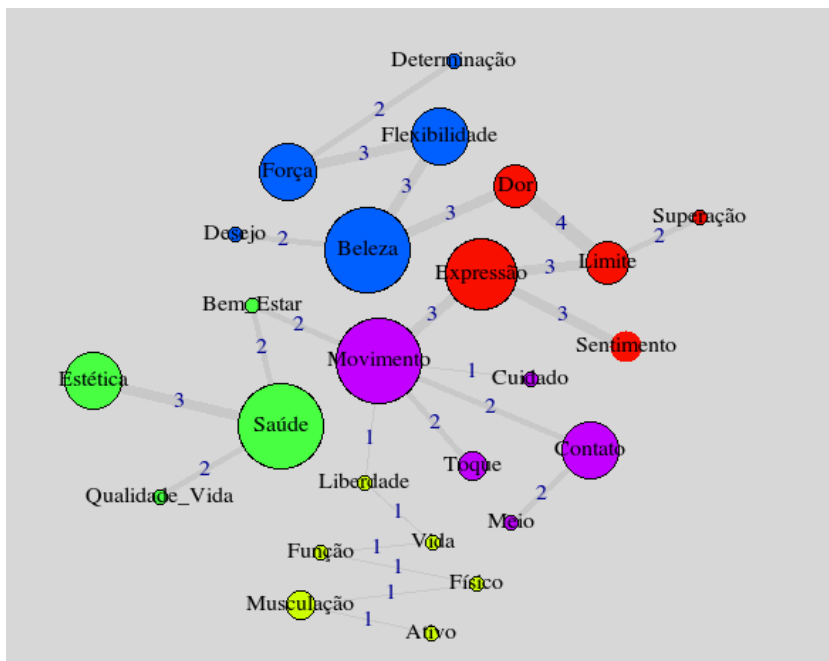 Determinação
2
Flexibilidade
3
Força
3
Dor
3
4
Superação
2
Desejo
2
Beleza
Expressão
3
Limite
Bem_Estar
2
3
3
Movimento
Sentimento
2
1
Cuidado
Estética
3
2
Saúde
2
1
Contato
2
Toque
Qualidade_Vida
Liberdade
2
Meio
1
Vida
Função
1
1
Físico
1
Musculação
1
Ativo